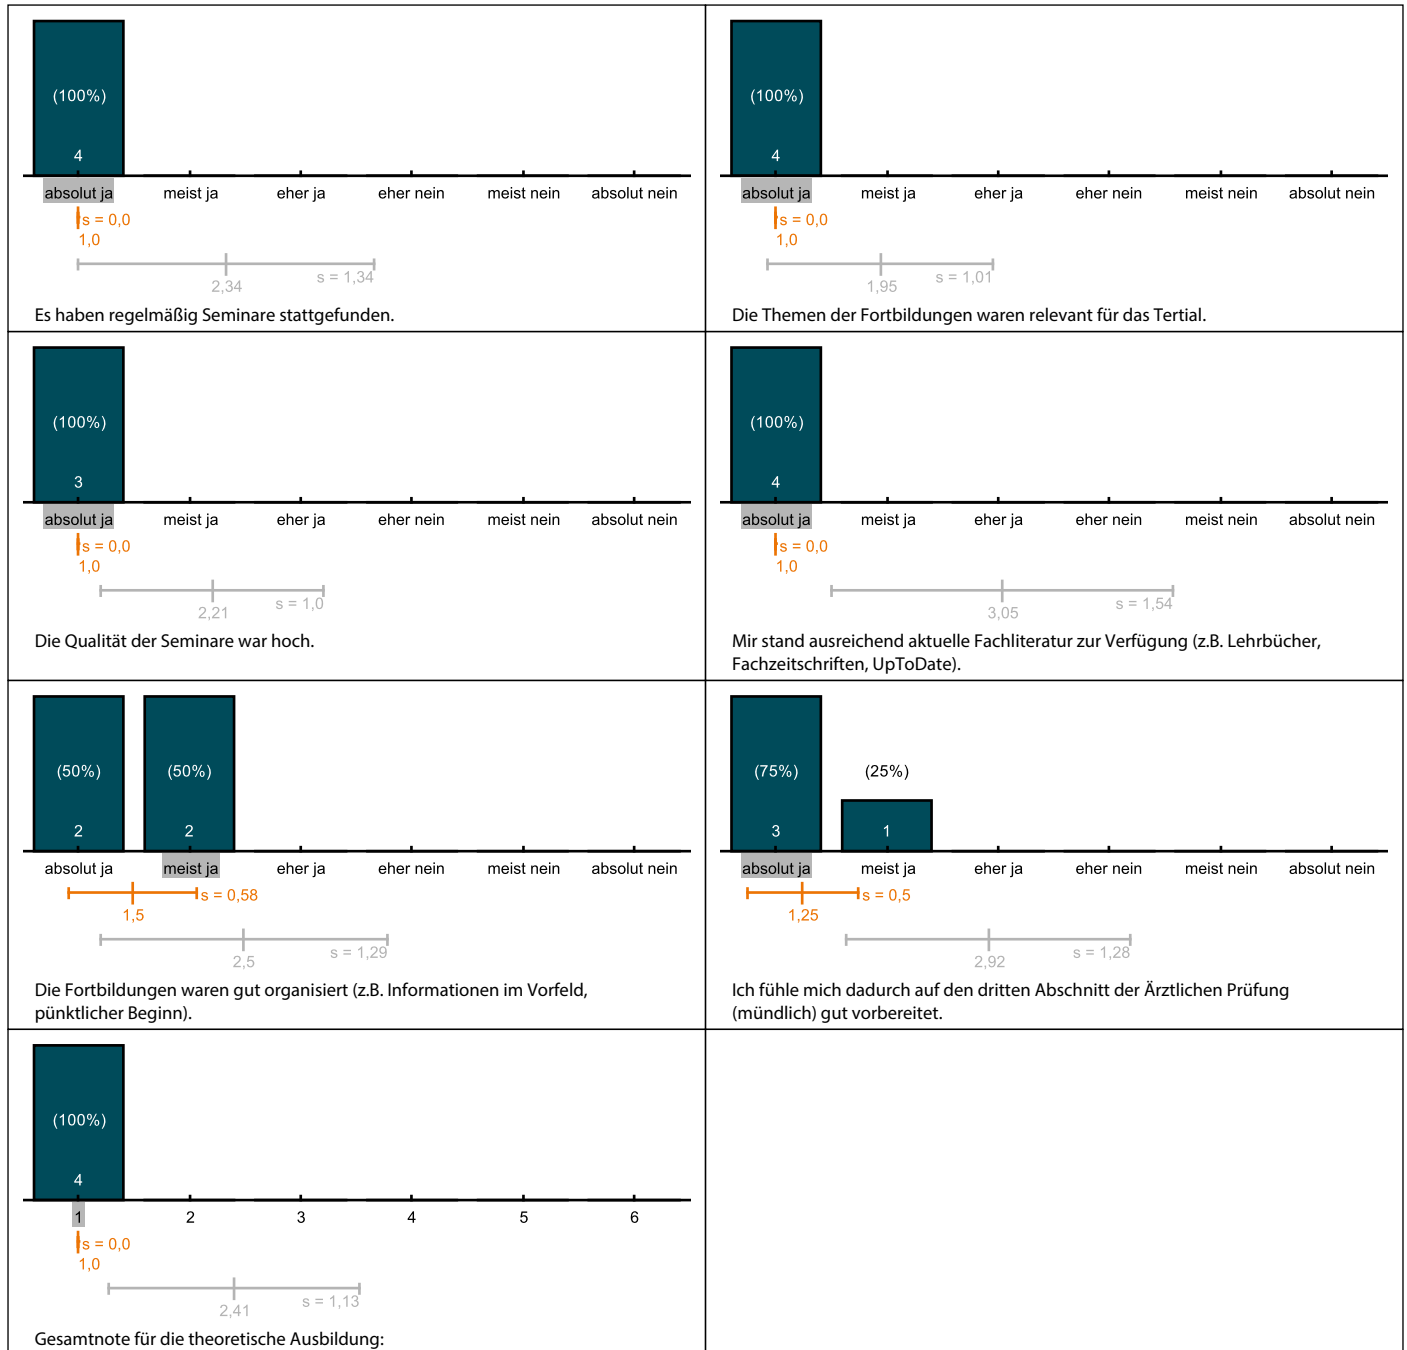 (100%)
4
absolut ja meist ja eher ja eher nein meist nein absolut nein
s = 0,0
1,0
s = 1,34
2,34
Es haben regelmäßig Seminare stattgefunden.
(100%)
4
absolut ja meist ja eher ja eher nein meist nein absolut nein
s = 0,0
1,0
s = 1,01
1,95
Die Themen der Fortbildungen waren relevant für das Tertial.
(100%)
3
absolut ja meist ja eher ja eher nein meist nein absolut nein
s = 0,0
1,0
s = 1,0
2,21
Die Qualität der Seminare war hoch.
(100%)
4
absolut ja meist ja eher ja eher nein meist nein absolut nein
s = 0,0
1,0
s = 1,54
3,05
Mir stand ausreichend aktuelle Fachliteratur zur Verfügung (z.B. Lehrbücher,
Fachzeitschriften, UpToDate).
(50%) (50%)
2 2
absolut ja meist ja eher ja eher nein meist nein absolut nein
s = 0,58
1,5
s = 1,29
2,5
Die Fortbildungen waren gut organisiert (z.B. Informationen im Vorfeld,
pünktlicher Beginn).
(75%) (25%)
3 1
absolut ja meist ja eher ja eher nein meist nein absolut nein
s = 0,5
1,25
s = 1,28
2,92
Ich fühle mich dadurch auf den dritten Abschnitt der Ärztlichen Prüfung
(mündlich) gut vorbereitet.
(100%)
4
1 2 3 4 5 6
s = 0,0
1,0
s = 1,13
2,41
Gesamtnote für die theoretische Ausbildung: